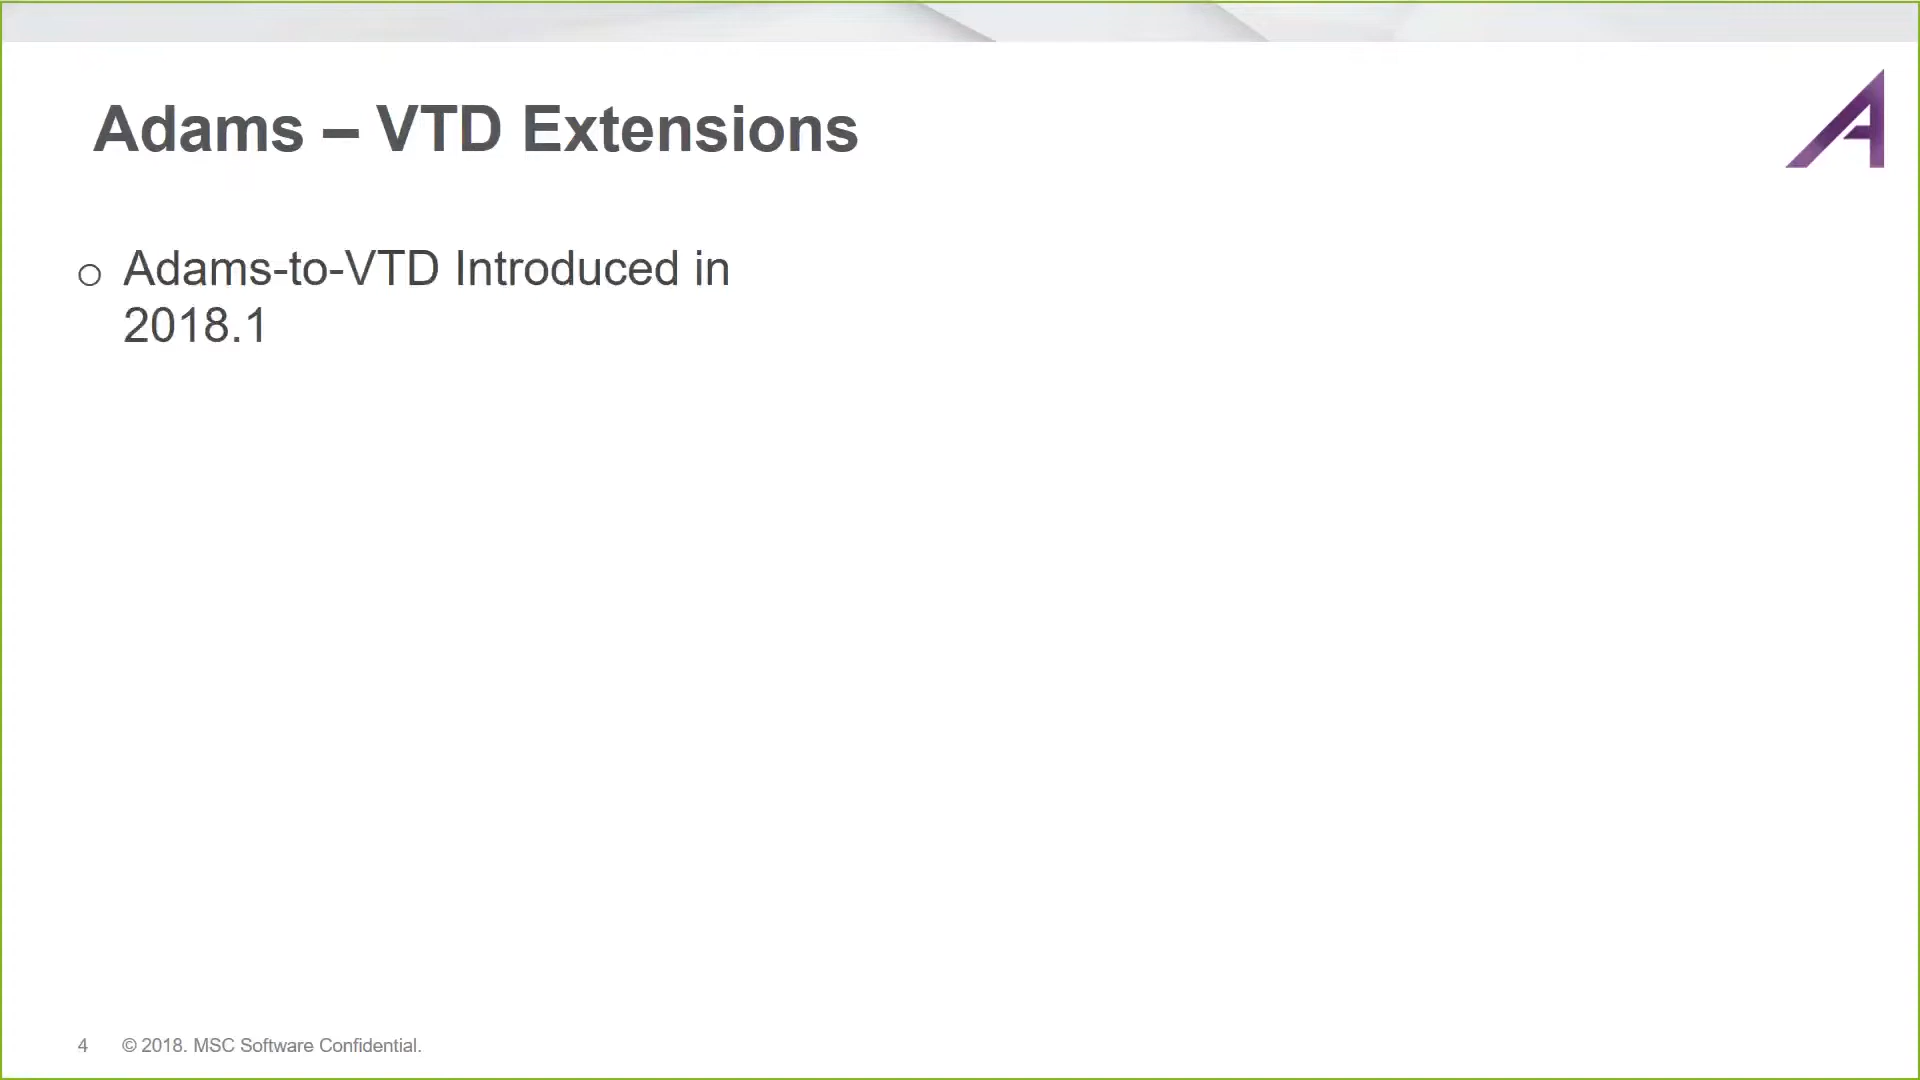 Adams – VTD Extensions
Adams-to-VTD Introduced in
2018.1
4 © 2018. MSC Software Confidential.